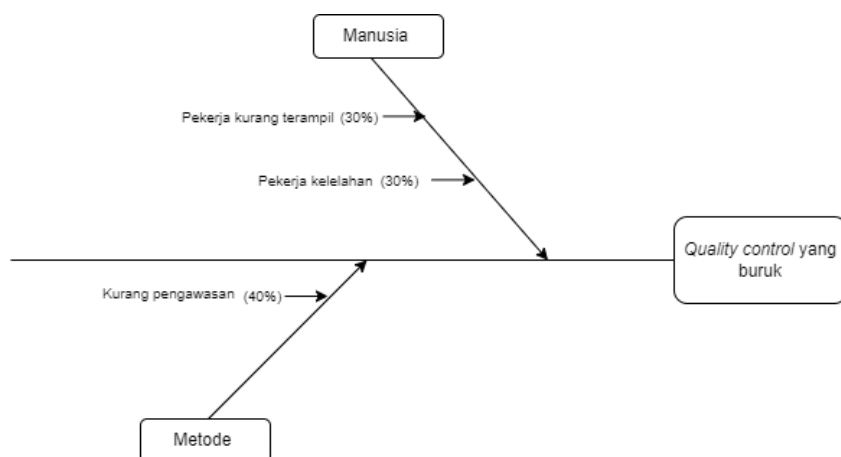 Manusia
Pekerja kurang terampil (30%)
Pekerja kelelahan (30%)
Quality control yang
buruk
Kurang pengawasan (40%)
Metode